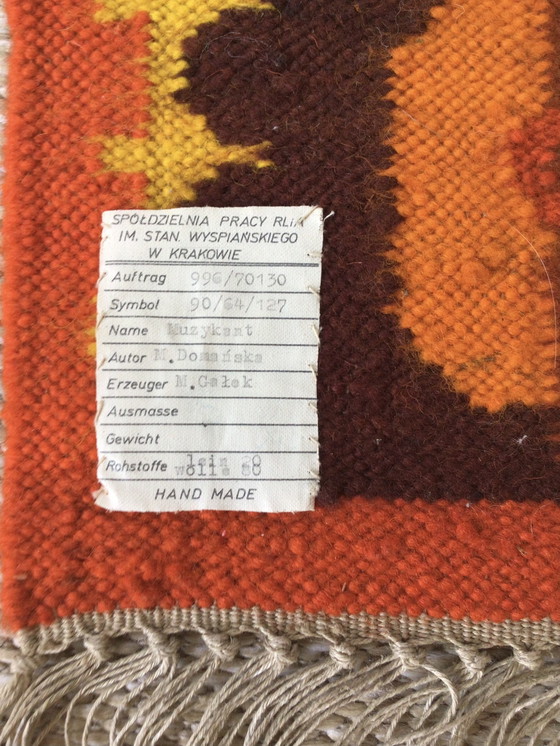 SPÓŁDZIELNIA PRACY RLiA
IM. STAN. WYSPIAŃSKIEGO
W KRAKOWIE
Auftrag 996/70130
Symbol 90/64/127
Name Muzykant
Autor M.Domańska
Erzeuger M.Gałek
Ausmasse
Gewicht
Rohstoffe lein 20
wolle 80
HAND MADE